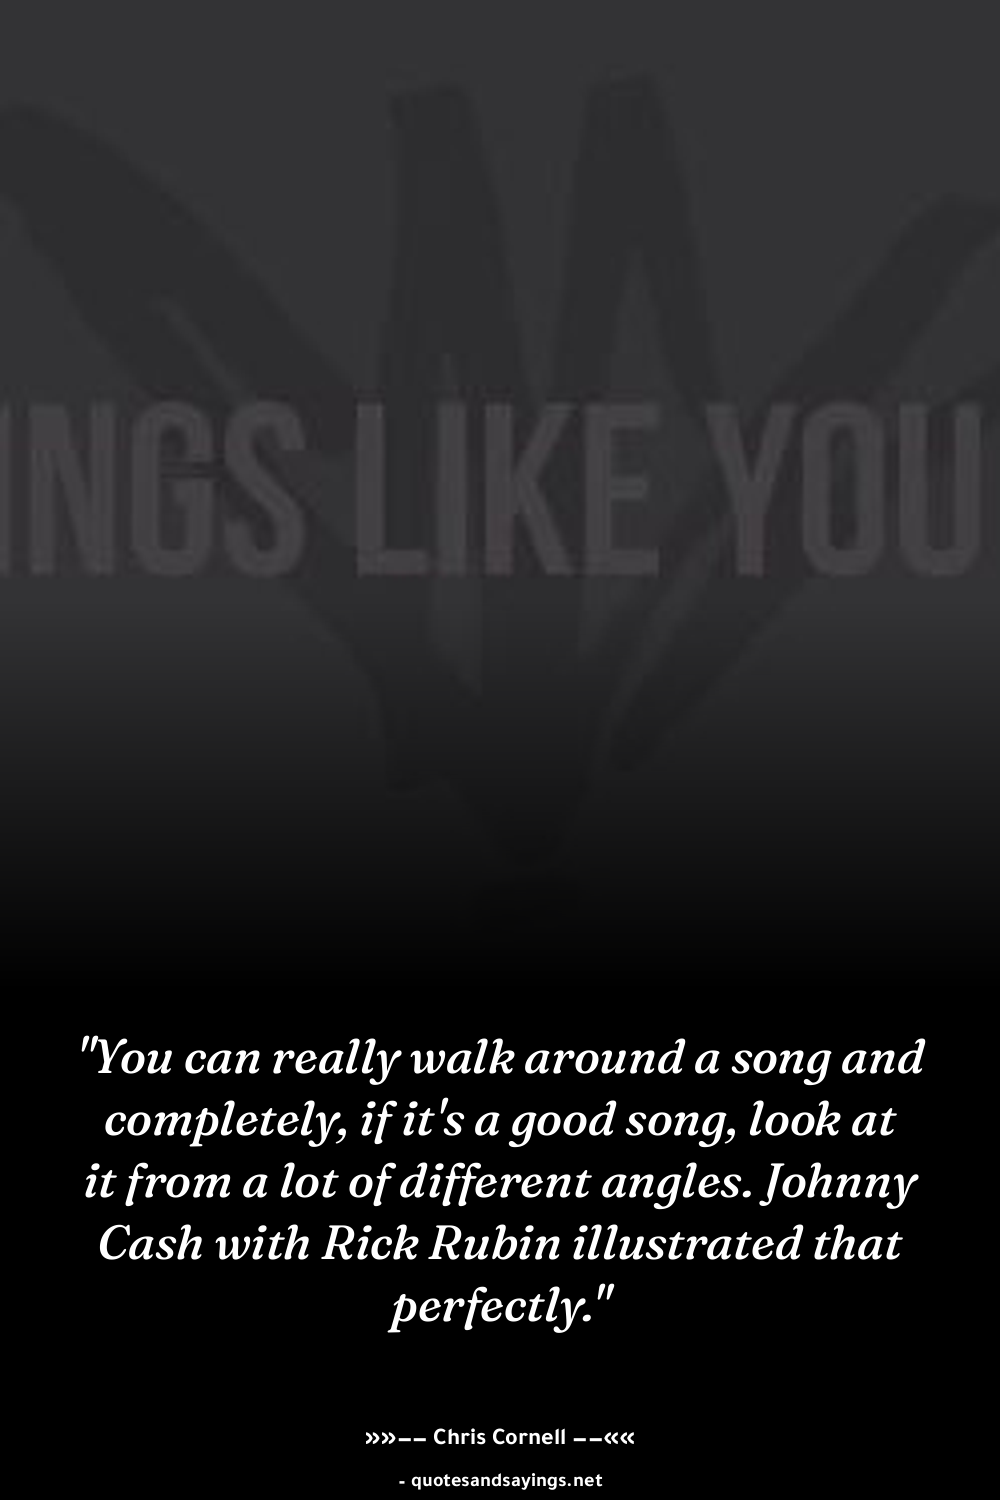 INGS LIKE YOU
"You can really walk around a song and
completely, if it's a good song, look at
it from a lot of different angles. Johnny
Cash with Rick Rubin illustrated that
perfectly."
»»–– Chris Cornell ––««
- quotesandsayings.net